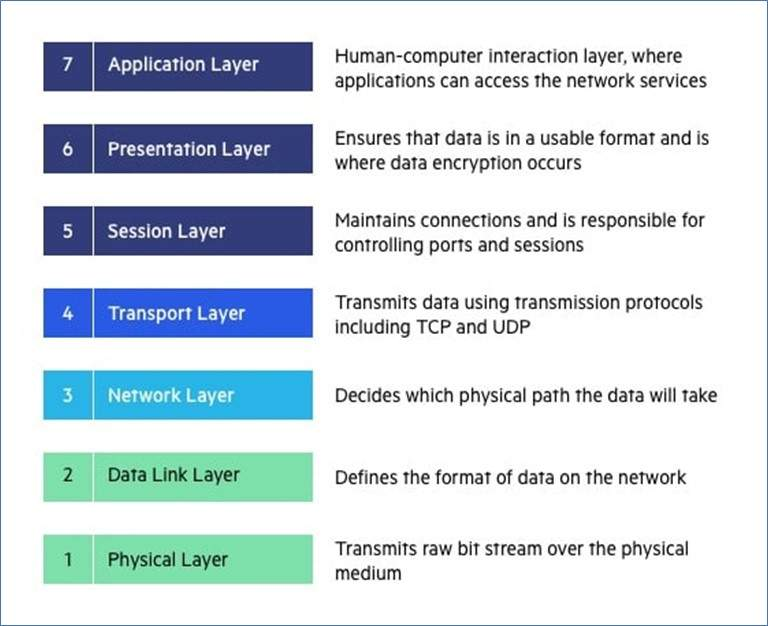 7 Application Layer
Human-computer interaction layer, where
applications can access the network services
6 Presentation Layer
Ensures that data is in a usable format and is
where data encryption occurs
5 Session Layer
Maintains connections and is responsible for
controlling ports and sessions
4 Transport Layer
Transmits data using transmission protocols
including TCP and UDP
3 Network Layer
Decides which physical path the data will take
2 Data Link Layer
Defines the format of data on the network
1 Physical Layer
Transmits raw bit stream over the physical
medium